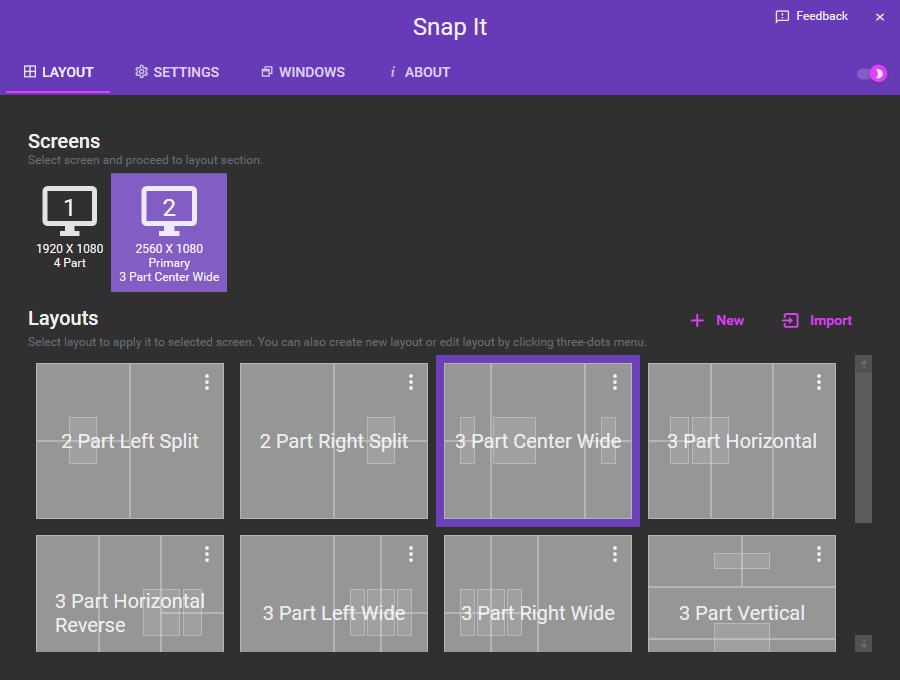 Snap It
Feedback
LAYOUT
SETTINGS
WINDOWS
i ABOUT
Screens
Select screen and proceed to layout section.
1
1920 X 1080
4 Part
2
2560 X 1080
Primary
3 Part Center Wide
Layouts
New
Import
Select layout to apply it to selected screen. You can also create new layout or edit layout by clicking three-dots menu.
2 Part Left Split
2 Part Right Split
3 Part Center Wide
3 Part Horizontal
3 Part Horizontal
Reverse
3 Part Left Wide
3 Part Right Wide
3 Part Vertical